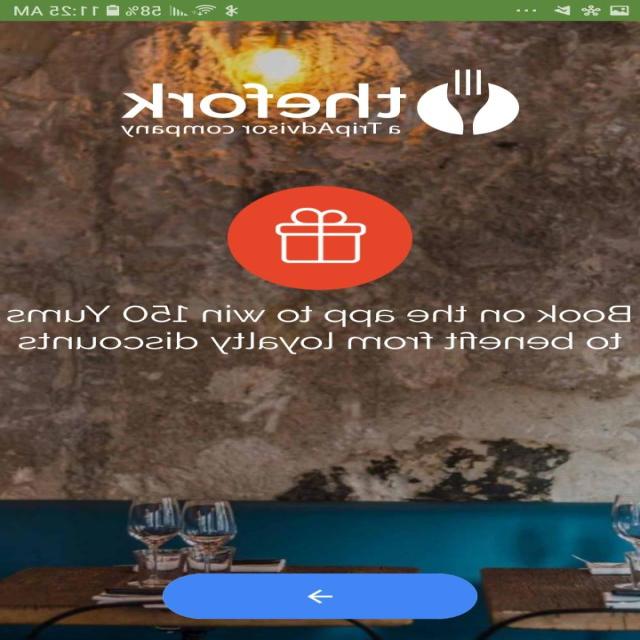 58% 11:25 AM
thefork
a TripAdvisor company
Book on the app to win 150 Yums
to benefit from loyalty discounts